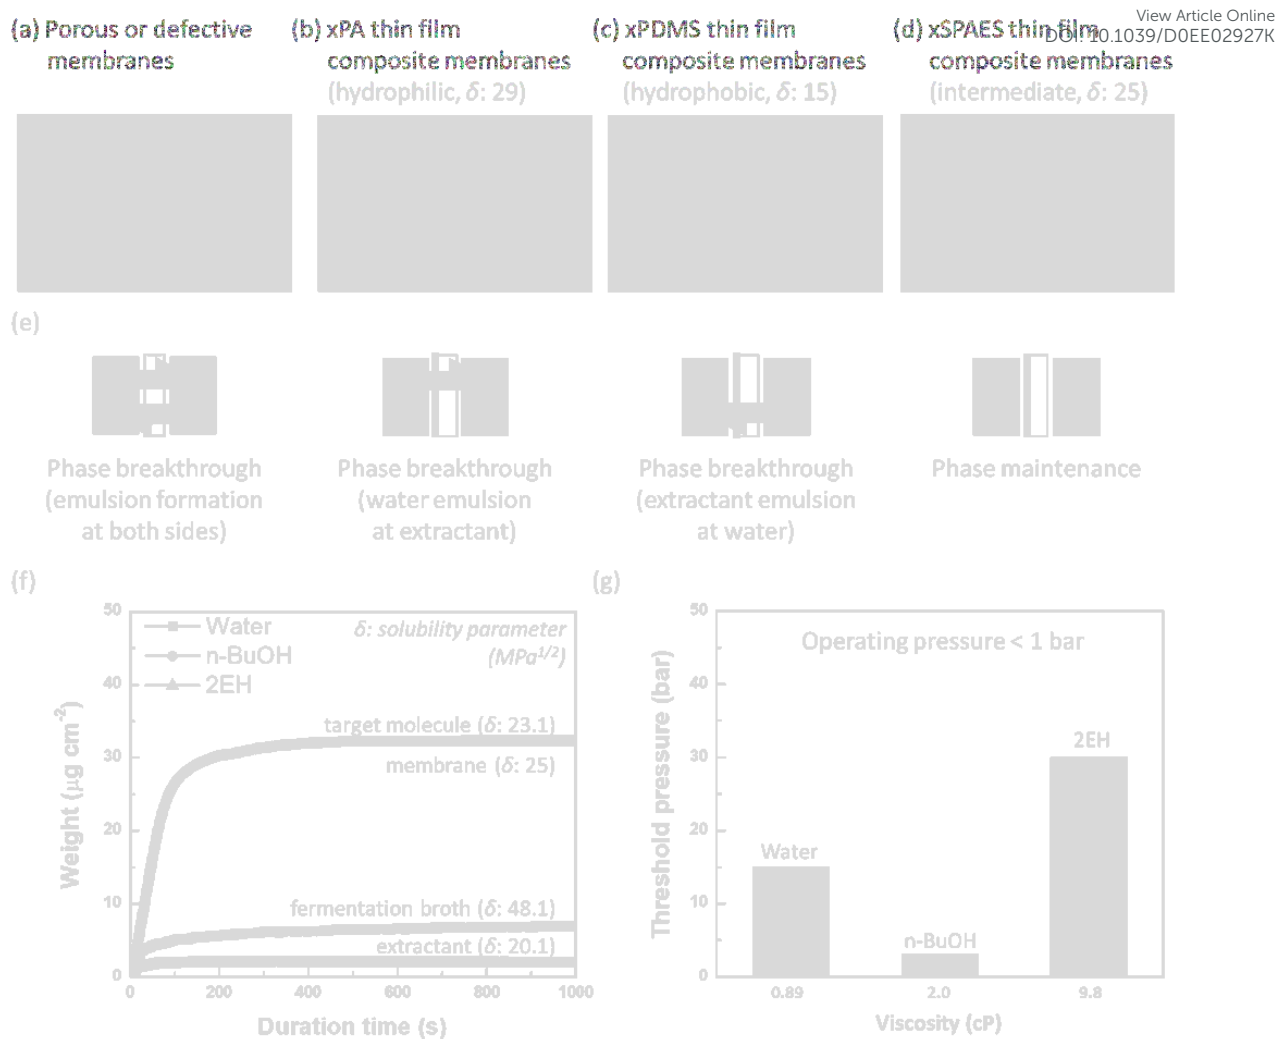 View Article Online
DOI: 10.1039/D0EE02927K
(a) Porous or defective
membranes
(b) xPA thin film
composite membranes
(hydrophilic, δ: 29)
(c) xPDMS thin film
composite membranes
(hydrophobic, δ: 15)
(d) xSPAES thin film
composite membranes
(intermediate, δ: 25)
(e)
Phase breakthrough
(emulsion formation
at both sides)
Phase breakthrough
(water emulsion
at extractant)
Phase breakthrough
(extractant emulsion
at water)
Phase maintenance
(f)
50
40
30
20
10
0
Weight (µg cm⁻²)
Water
n-BuOH
2EH
δ: solubility parameter
(MPa¹/²)
target molecule (δ: 23.1)
membrane (δ: 25)
fermentation broth (δ: 48.1)
extractant (δ: 20.1)
0 200 400 600 800 1000
Duration time (s)
(g)
50
40
30
20
10
0
Threshold pressure (bar)
Operating pressure < 1 bar
Water
n-BuOH
2EH
0.89 2.0 9.8
Viscosity (cP)